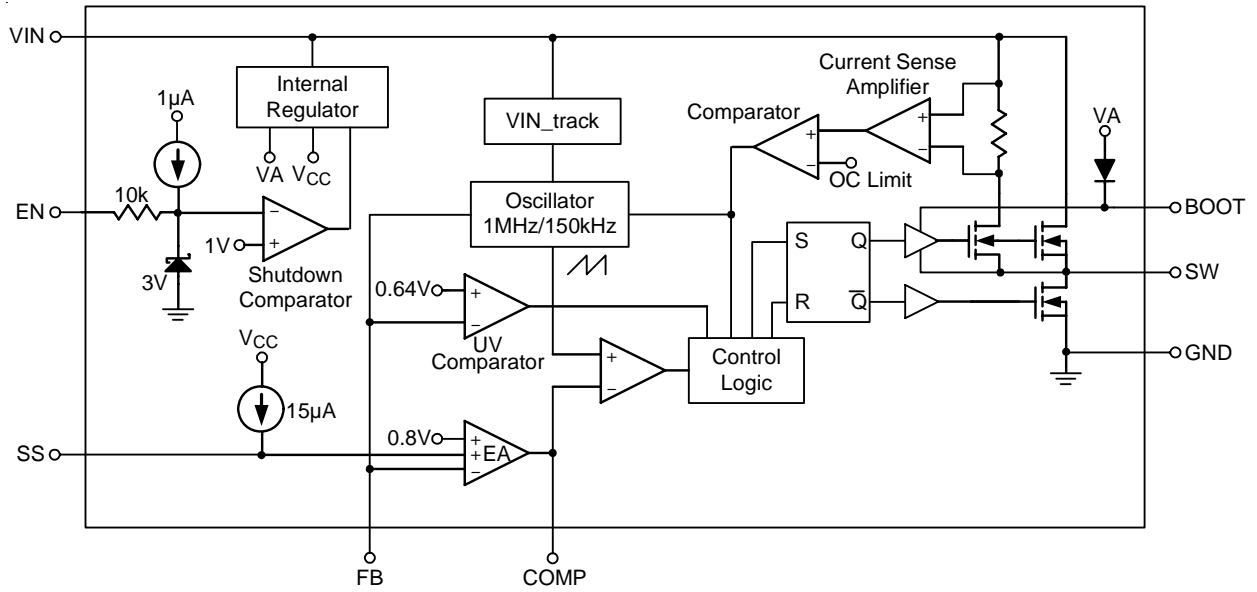 VIN
Internal
Regulator
VA
VCC
1µA
10k
EN
1V
3V
Shutdown
Comparator
VIN_track
Oscillator
1MHz/150kHz
Current Sense
Amplifier
+
−
Comparator
+
−
OC Limit
VA
BOOT
SW
GND
S
Q
R
Q̅
−
+
0.64V
+
−
UV
Comparator
+
−
Control
Logic
VCC
15µA
SS
0.8V
+
+
−
EA
FB
COMP